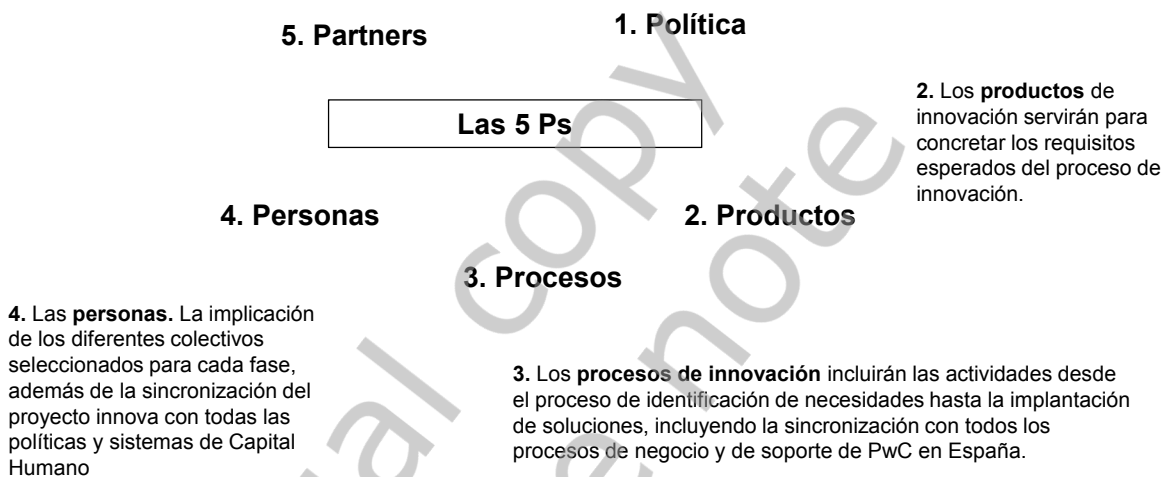 5. Partners
1. Política
Las 5 Ps
2. Los productos de
innovación servirán para
concretar los requisitos
esperados del proceso de
innovación.
4. Personas
2. Productos
3. Procesos
4. Las personas. La implicación
de los diferentes colectivos
seleccionados para cada fase,
además de la sincronización del
proyecto innova con todas las
políticas y sistemas de Capital
Humano
3. Los procesos de innovación incluirán las actividades desde
el proceso de identificación de necesidades hasta la implantación
de soluciones, incluyendo la sincronización con todos los
procesos de negocio y de soporte de PwC en España.
ual copy
e note